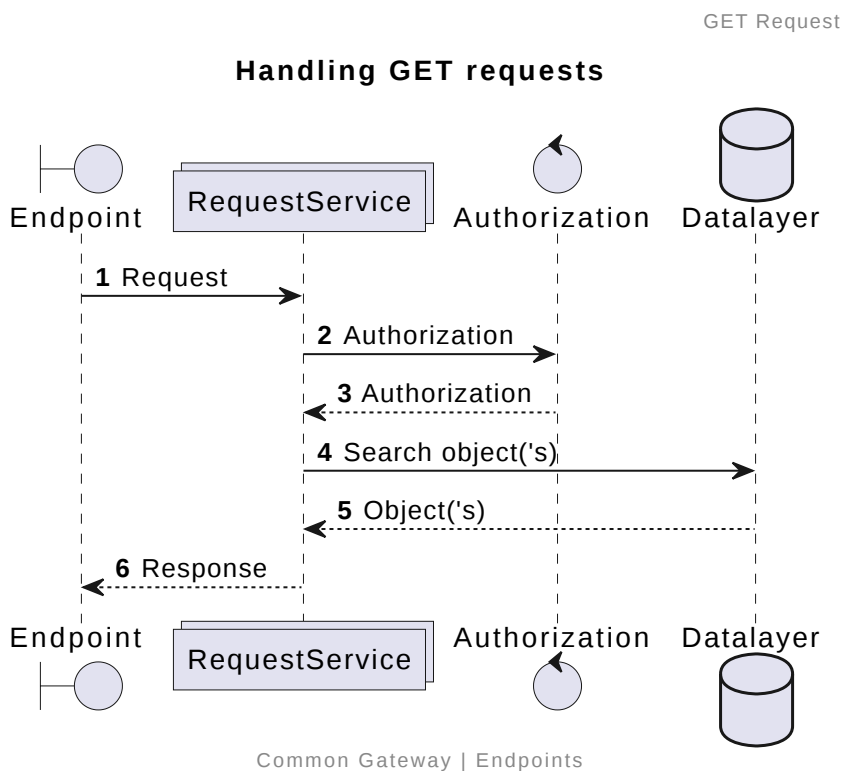 GET Request
Handling GET requests
Endpoint RequestService Authorization Datalayer
1 Request
2 Authorization
3 Authorization
4 Search object('s)
5 Object('s)
6 Response
Endpoint RequestService Authorization Datalayer
Common Gateway | Endpoints